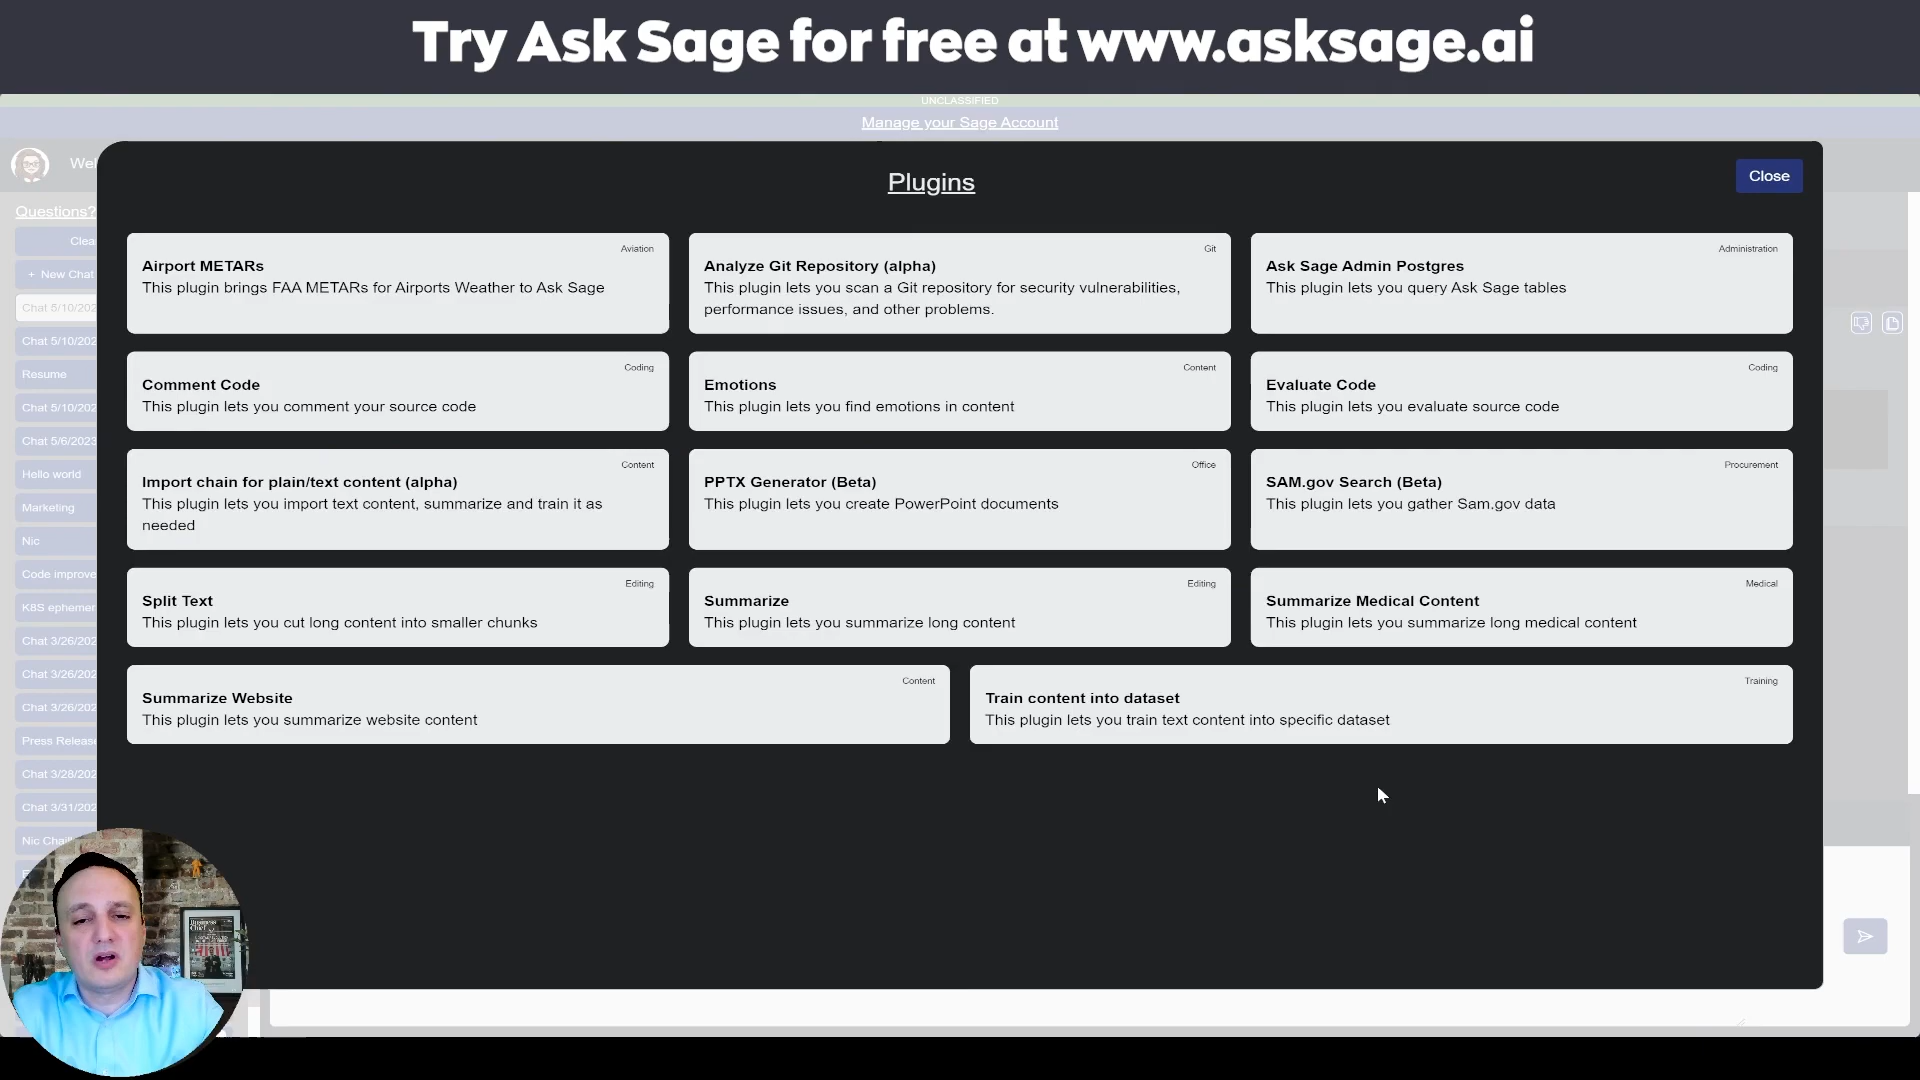 Try Ask Sage for free at www.asksage.ai
UNCLASSIFIED
Manage your Sage Account
Wel
Plugins
Close
Questions?
Clea
+ New Chat
Chat 5/10/202
Chat 5/10/202
Resume
Chat 5/10/202
Chat 5/6/2023
Hello world
Marketing
Nic
Code improve
K8S ephemer
Chat 3/26/202
Chat 3/26/202
Chat 3/26/202
Press Release
Chat 3/28/202
Chat 3/31/202
Nic Chail
Aviation
Airport METARs
This plugin brings FAA METARs for Airports Weather to Ask Sage
Git
Analyze Git Repository (alpha)
This plugin lets you scan a Git repository for security vulnerabilities,
performance issues, and other problems.
Administration
Ask Sage Admin Postgres
This plugin lets you query Ask Sage tables
Coding
Comment Code
This plugin lets you comment your source code
Content
Emotions
This plugin lets you find emotions in content
Coding
Evaluate Code
This plugin lets you evaluate source code
Content
Import chain for plain/text content (alpha)
This plugin lets you import text content, summarize and train it as
needed
Office
PPTX Generator (Beta)
This plugin lets you create PowerPoint documents
Procurement
SAM.gov Search (Beta)
This plugin lets you gather Sam.gov data
Editing
Split Text
This plugin lets you cut long content into smaller chunks
Editing
Summarize
This plugin lets you summarize long content
Medical
Summarize Medical Content
This plugin lets you summarize long medical content
Content
Summarize Website
This plugin lets you summarize website content
Training
Train content into dataset
This plugin lets you train text content into specific dataset